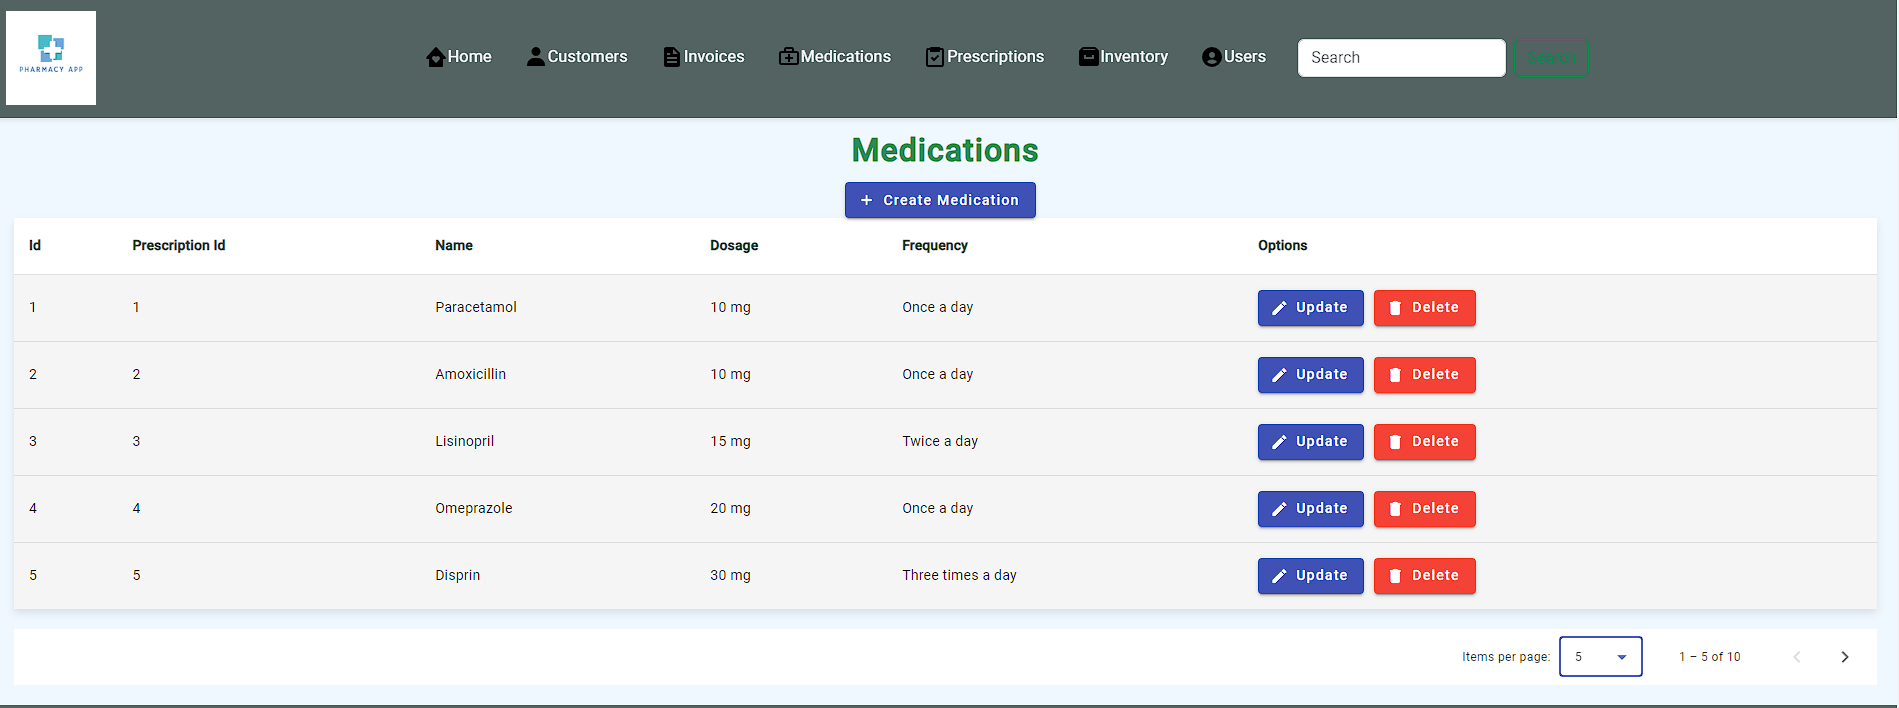 PHARMACY APP
Home Customers Invoices Medications Prescriptions Inventory Users Search Search
Medications
+ Create Medication
Id Prescription Id Name Dosage Frequency Options
1 1 Paracetamol 10 mg Once a day Update Delete
2 2 Amoxicillin 10 mg Once a day Update Delete
3 3 Lisinopril 15 mg Twice a day Update Delete
4 4 Omeprazole 20 mg Once a day Update Delete
5 5 Disprin 30 mg Three times a day Update Delete
Items per page: 5 1 – 5 of 10